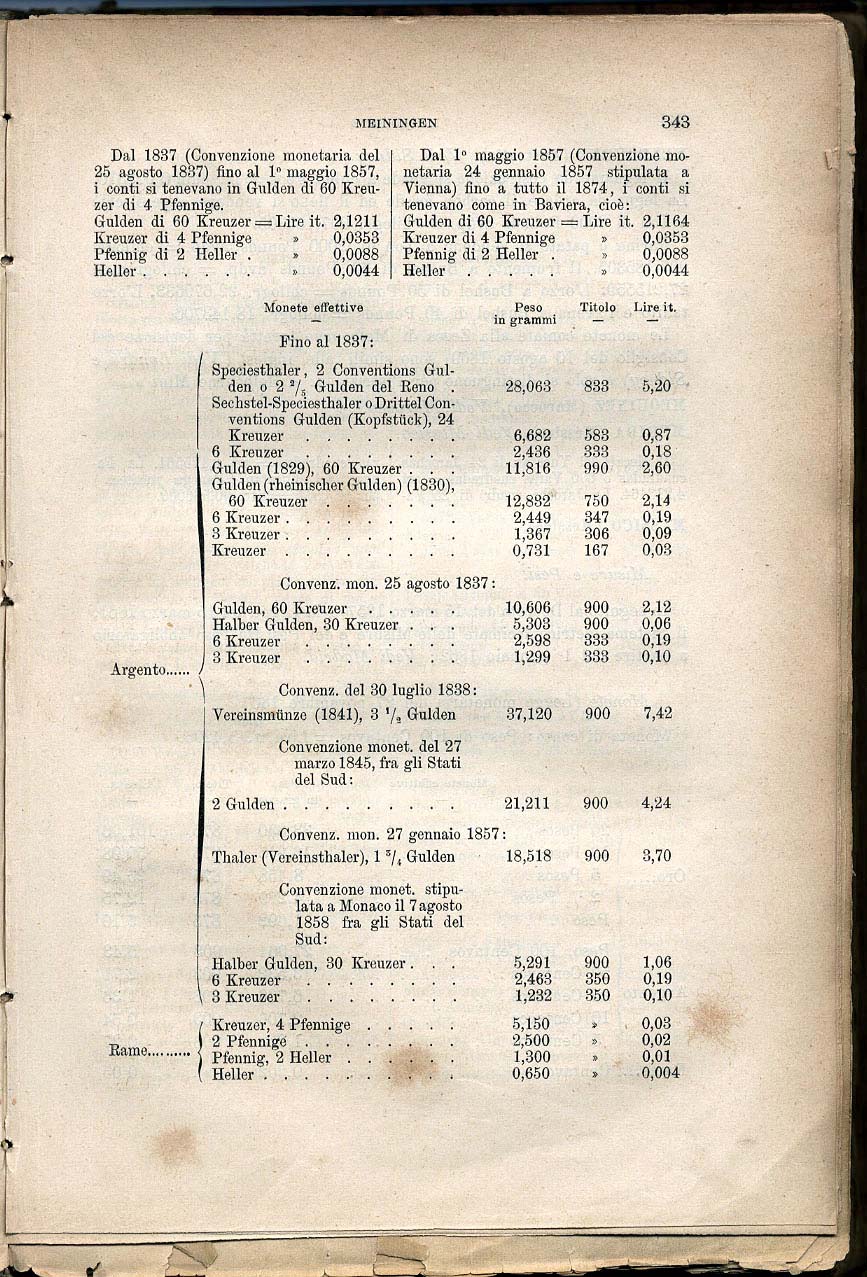 MEININGEN 343
Dal 1837 (Convenzione monetaria del
25 agosto 1837) fino al 1º maggio 1857,
i conti si tenevano in Gulden di 60 Kreu-
zer di 4 Pfennige.
Gulden di 60 Kreuzer = Lire it. 2,1211
Kreuzer di 4 Pfennige » 0,0353
Pfennig di 2 Heller . » 0,0088
Heller . . . . . » 0,0044
Dal 1º maggio 1857 (Convenzione mo-
netaria 24 gennaio 1857 stipulata a
Vienna) fino a tutto il 1874, i conti si
tenevano come in Baviera, cioè:
Gulden di 60 Kreuzer = Lire it. 2,1164
Kreuzer di 4 Pfennige » 0,0353
Pfennig di 2 Heller . » 0,0088
Heller . . . . . » 0,0044
Monete effettive Peso in grammi Titolo Lire it.
Fino al 1837:
Speciesthaler, 2 Conventions Gul-
den o 2 2/5 Gulden del Reno . 28,063 833 5,20
Sechstel-Speciesthaler o Drittel Con-
ventions Gulden (Kopfstück), 24
Kreuzer . . . . . . . . 6,682 583 0,87
6 Kreuzer . . . . . . . . 2,436 333 0,18
Gulden (1829), 60 Kreuzer . . . 11,816 990 2,60
Gulden (rheinischer Gulden) (1830),
60 Kreuzer . . . . . . . 12,832 750 2,14
6 Kreuzer . . . . . . . . . 2,449 347 0,19
3 Kreuzer . . . . . . . . . 1,367 306 0,09
Kreuzer . . . . . . . . . 0,731 167 0,03
Convenz. mon. 25 agosto 1837:
Gulden, 60 Kreuzer . . . . . 10,606 900 2,12
Halber Gulden, 30 Kreuzer . . . 5,303 900 0,06
6 Kreuzer . . . . . . . . 2,598 333 0,19
3 Kreuzer . . . . . . . . 1,299 333 0,10
Argento......
Convenz. del 30 luglio 1838:
Vereinsmünze (1841), 3 1/2 Gulden 37,120 900 7,42
Convenzione monet. del 27
marzo 1845, fra gli Stati
del Sud:
2 Gulden . . . . . . . . . 21,211 900 4,24
Convenz. mon. 27 gennaio 1857:
Thaler (Vereinsthaler), 1 3/4 Gulden 18,518 900 3,70
Convenzione monet. stipu-
lata a Monaco il 7 agosto
1858 fra gli Stati del
Sud:
Halber Gulden, 30 Kreuzer . . . 5,291 900 1,06
6 Kreuzer . . . . . . . . 2,463 350 0,19
3 Kreuzer . . . . . . . . 1,232 350 0,10
Kreuzer, 4 Pfennige . . . . . 5,150 » 0,03
2 Pfennige . . . . . . . . 2,500 » 0,02
Rame..........
Pfennig, 2 Heller . . . . . . 1,300 » 0,01
Heller . . . . . . . . . . 0,650 » 0,004